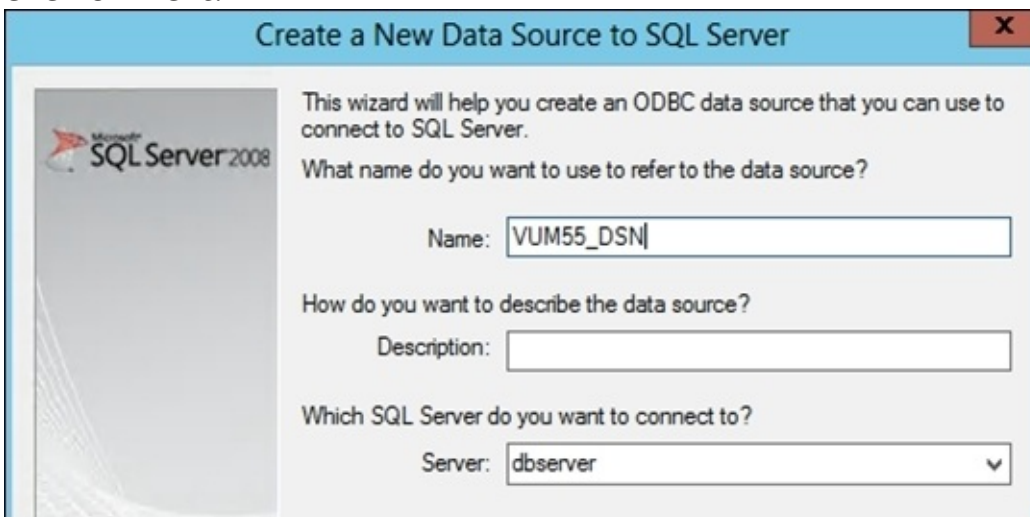 Create a New Data Source to SQL Server
x
Microsoft
SQL Server 2008
This wizard will help you create an ODBC data source that you can use to
connect to SQL Server.
What name do you want to use to refer to the data source?
Name: VUM55_DSN
How do you want to describe the data source?
Description:
Which SQL Server do you want to connect to?
Server: dbserver